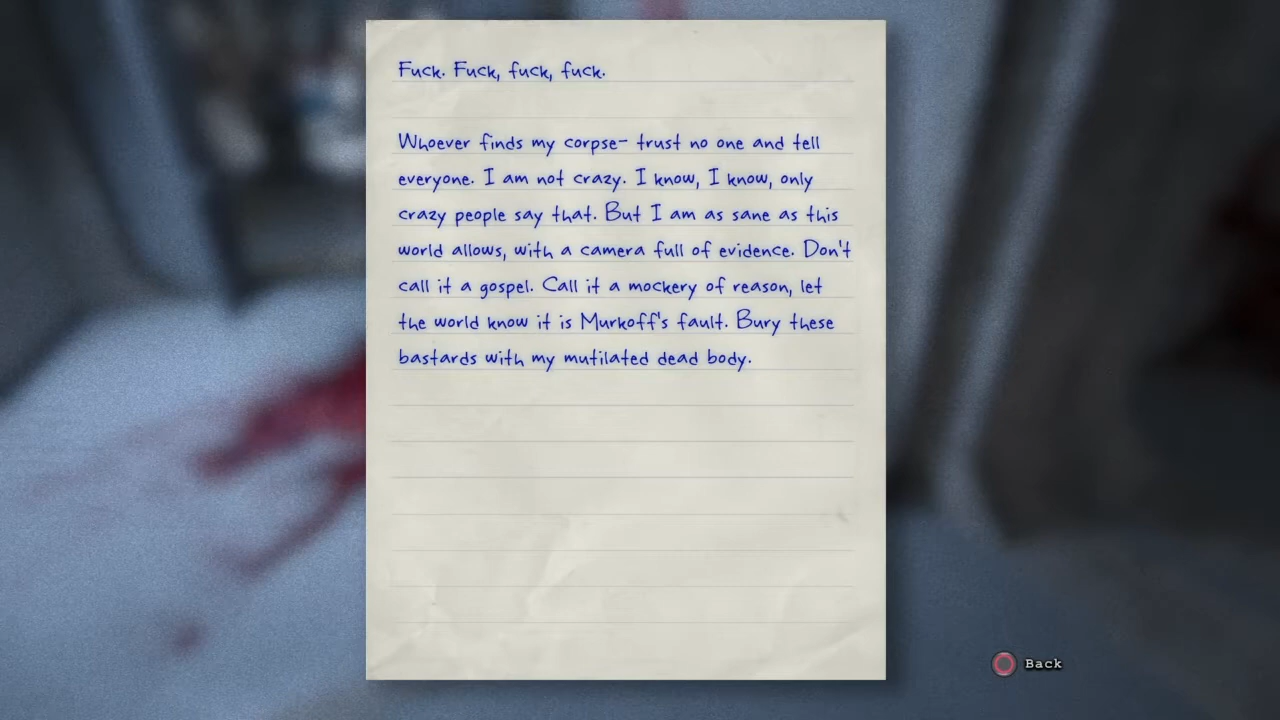 Fuck. Fuck, fuck, fuck.
Whoever finds my corpse- trust no one and tell
everyone. I am not crazy. I know, I know, only
crazy people say that. But I am as sane as this
world allows, with a camera full of evidence. Don't
call it a gospel. Call it a mockery of reason, let
the world know it is Murkoff's fault. Bury these
bastards with my mutilated dead body.
Back